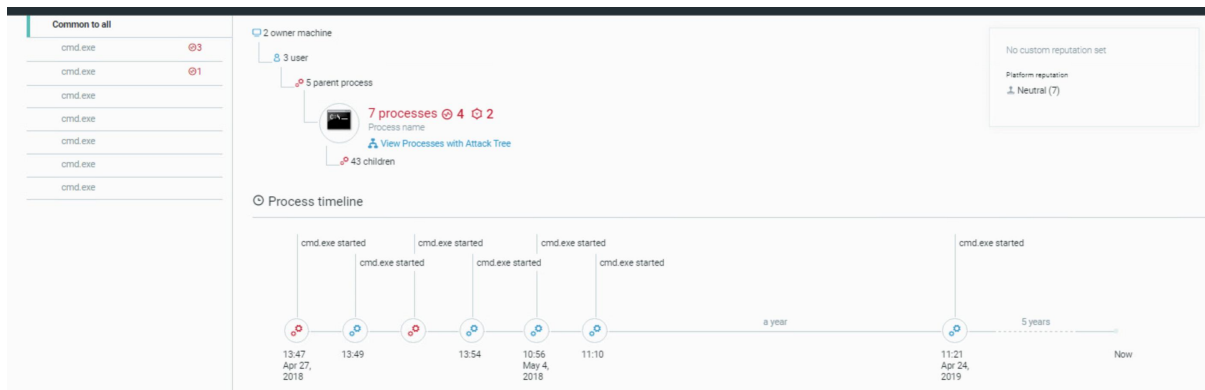 Common to all
cmd.exe 3
cmd.exe 1
cmd.exe
cmd.exe
cmd.exe
cmd.exe
cmd.exe
2 owner machine
3 user
5 parent process
7 processes 4 2
Process name
View Processes with Attack Tree
43 children
No custom reputation set
Platform reputation
Neutral (7)
Process timeline
cmd.exe started
cmd.exe started
cmd.exe started
cmd.exe started
cmd.exe started
cmd.exe started
cmd.exe started
a year
5 years
13:47
Apr 27,
2018
13:49
13:54
10:56
May 4,
2018
11:10
11:21
Apr 24,
2019
Now